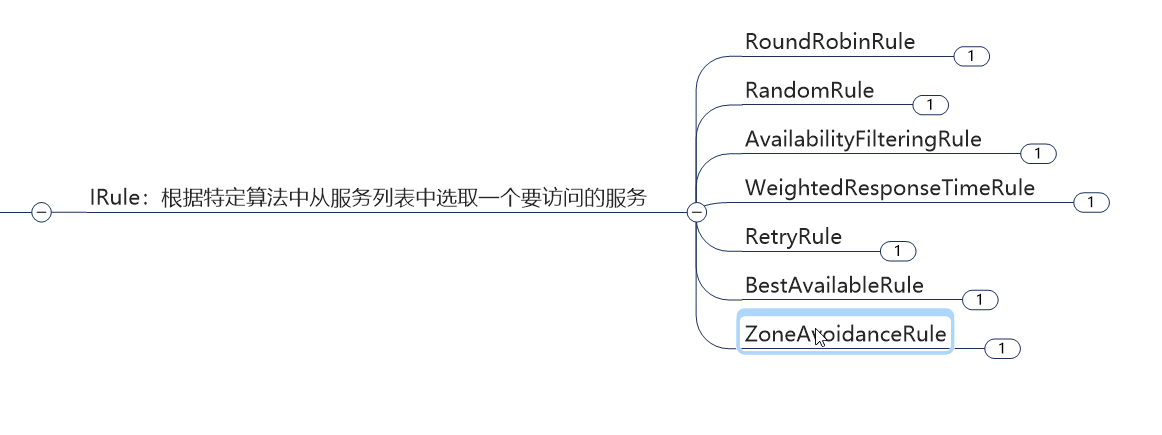 RoundRobinRule 1
RandomRule 1
AvailabilityFilteringRule 1
WeightedResponseTimeRule 1
IRule：根据特定算法中从服务列表中选取一个要访问的服务
RetryRule 1
BestAvailableRule 1
ZoneAvoidanceRule 1